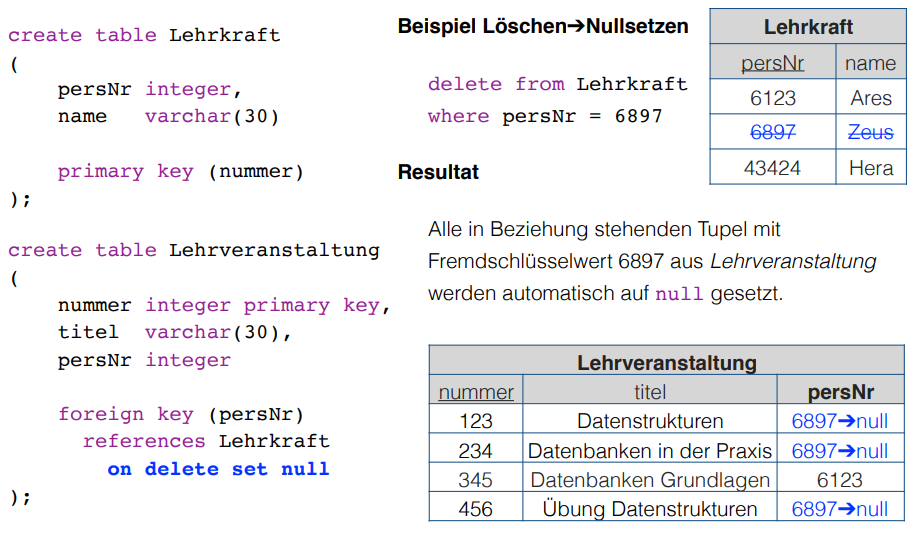 create table Lehrkraft
(
persNr integer,
name varchar(30)
primary key (nummer)
);
create table Lehrveranstaltung
(
nummer integer primary key,
titel varchar(30),
persNr integer
foreign key (persNr)
references Lehrkraft
on delete set null
);
Beispiel Löschen➔Nullsetzen
delete from Lehrkraft
where persNr = 6897
Resultat
Alle in Beziehung stehenden Tupel mit
Fremdschlüsselwert 6897 aus Lehrveranstaltung
werden automatisch auf null gesetzt.
Lehrkraft
persNr name
6123 Ares
6897 Zeus
43424 Hera
Lehrveranstaltung
nummer titel persNr
123 Datenstrukturen 6897➔null
234 Datenbanken in der Praxis 6897➔null
345 Datenbanken Grundlagen 6123
456 Übung Datenstrukturen 6897➔null